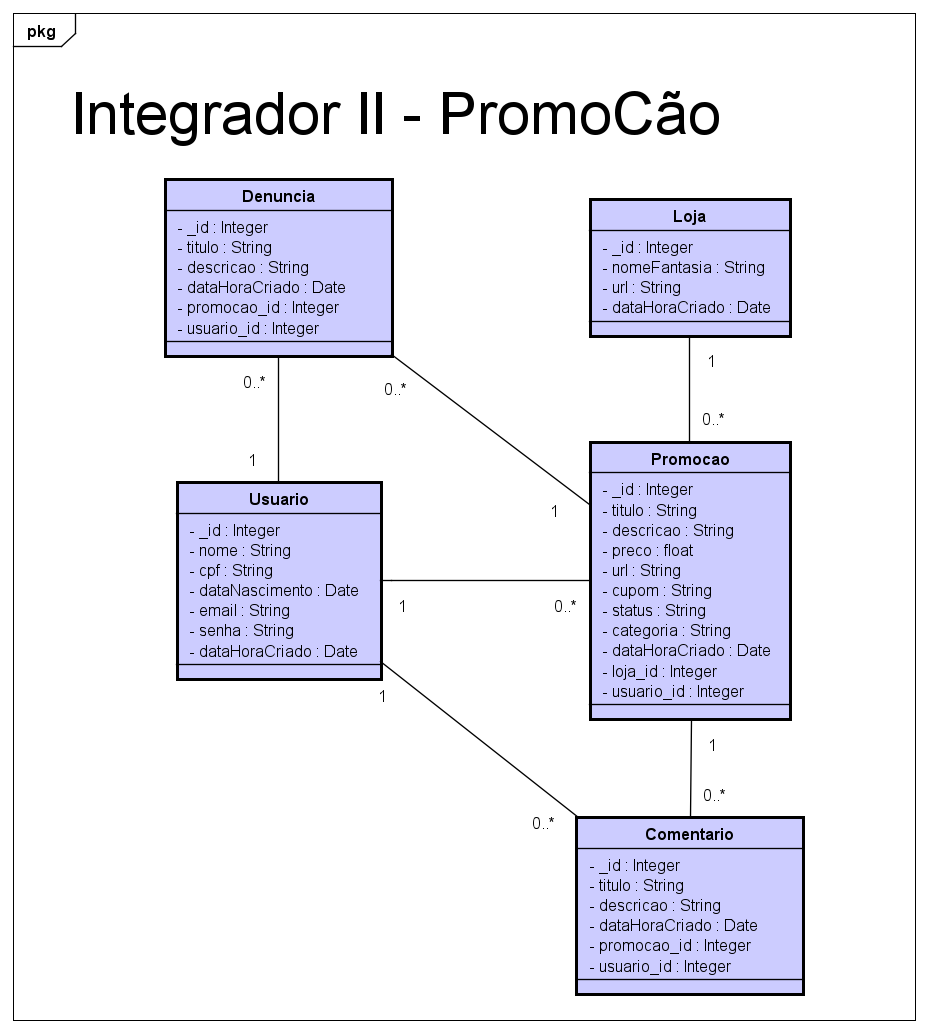 pkg
Integrador II - PromoCão
Denuncia
- _id : Integer
- titulo : String
- descricao : String
- dataHoraCriado : Date
- promocao_id : Integer
- usuario_id : Integer
Loja
- _id : Integer
- nomeFantasia : String
- url : String
- dataHoraCriado : Date
0..*
0..*
1
1
0..*
1
1
Usuario
- _id : Integer
- nome : String
- cpf : String
- dataNascimento : Date
- email : String
- senha : String
- dataHoraCriado : Date
Promocao
- _id : Integer
- titulo : String
- descricao : String
- preco : float
- url : String
- cupom : String
- status : String
- categoria : String
- dataHoraCriado : Date
- loja_id : Integer
- usuario_id : Integer
1
0..*
1
1
0..*
0..*
Comentario
- _id : Integer
- titulo : String
- descricao : String
- dataHoraCriado : Date
- promocao_id : Integer
- usuario_id : Integer